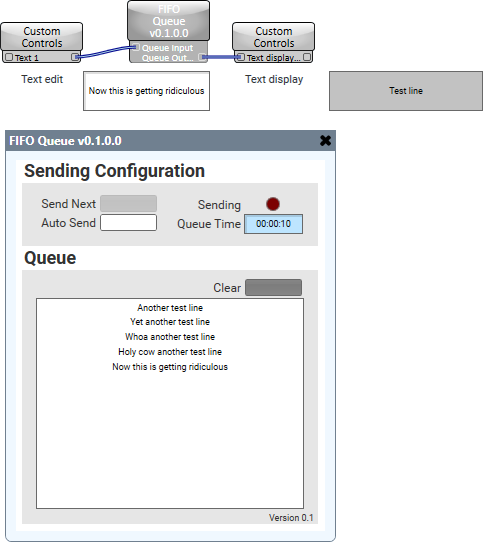 Custom
Controls
Text 1
FIFO
Queue
v0.1.0.0
Queue Input
Queue Out...
Custom
Controls
Text display...
Text edit
Now this is getting ridiculous
Text display
Test line
FIFO Queue v0.1.0.0
Sending Configuration
Send Next
Sending
Auto Send
Queue Time
00:00:10
Queue
Clear
Another test line
Yet another test line
Whoa another test line
Holy cow another test line
Now this is getting ridiculous
Version 0.1